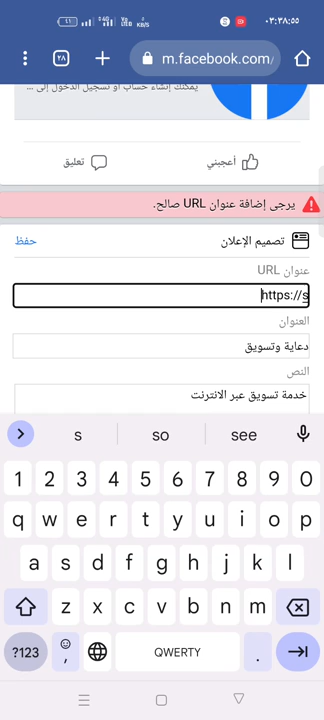 ٠٣:٣٨:٥٥
KB/S
٢٨
m.facebook.com/
يمكنك إنشاء حساب أو تسجيل الدخول إلى ...
أعجبني
تعليق
يرجى إضافة عنوان URL صالح.
تصميم الإعلان
حفظ
عنوان URL
https://s
العنوان
دعاية وتسويق
النص
خدمة تسويق عبر الانترنت
s so see
1 2 3 4 5 6 7 8 9 0
q w e r t y u i o p
a s d f g h j k l
z x c v b n m
?123 , QWERTY .